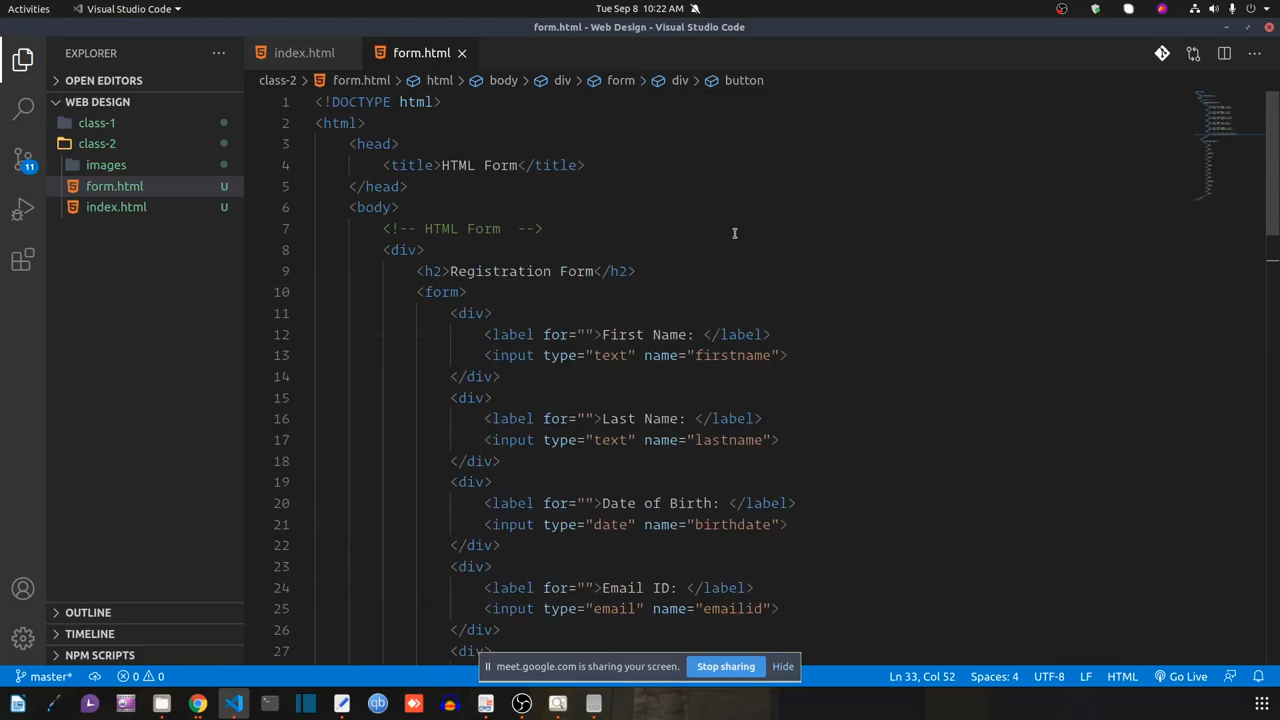 Activities
Visual Studio Code
Tue Sep 8 10:22 AM
form.html - Web Design - Visual Studio Code
EXPLORER
index.html
form.html
OPEN EDITORS
class-2
form.html
html
body
div
form
div
button
WEB DESIGN
class-1
class-2
images
form.html U
index.html U
11
1 <!DOCTYPE html>
2 <html>
3 <head>
4 <title>HTML Form</title>
5 </head>
6 <body>
7 <!-- HTML Form -->
8 <div>
9 <h2>Registration Form</h2>
10 <form>
11 <div>
12 <label for="">First Name: </label>
13 <input type="text" name="firstname">
14 </div>
15 <div>
16 <label for="">Last Name: </label>
17 <input type="text" name="lastname">
18 </div>
19 <div>
20 <label for="">Date of Birth: </label>
21 <input type="date" name="birthdate">
22 </div>
23 <div>
24 <label for="">Email ID: </label>
25 <input type="email" name="emailid">
26 </div>
27 <div>
OUTLINE
TIMELINE
NPM SCRIPTS
meet.google.com is sharing your screen.
Stop sharing
Hide
master*
0
0
Ln 33, Col 52
Spaces: 4
UTF-8
LF
HTML
Go Live
qb